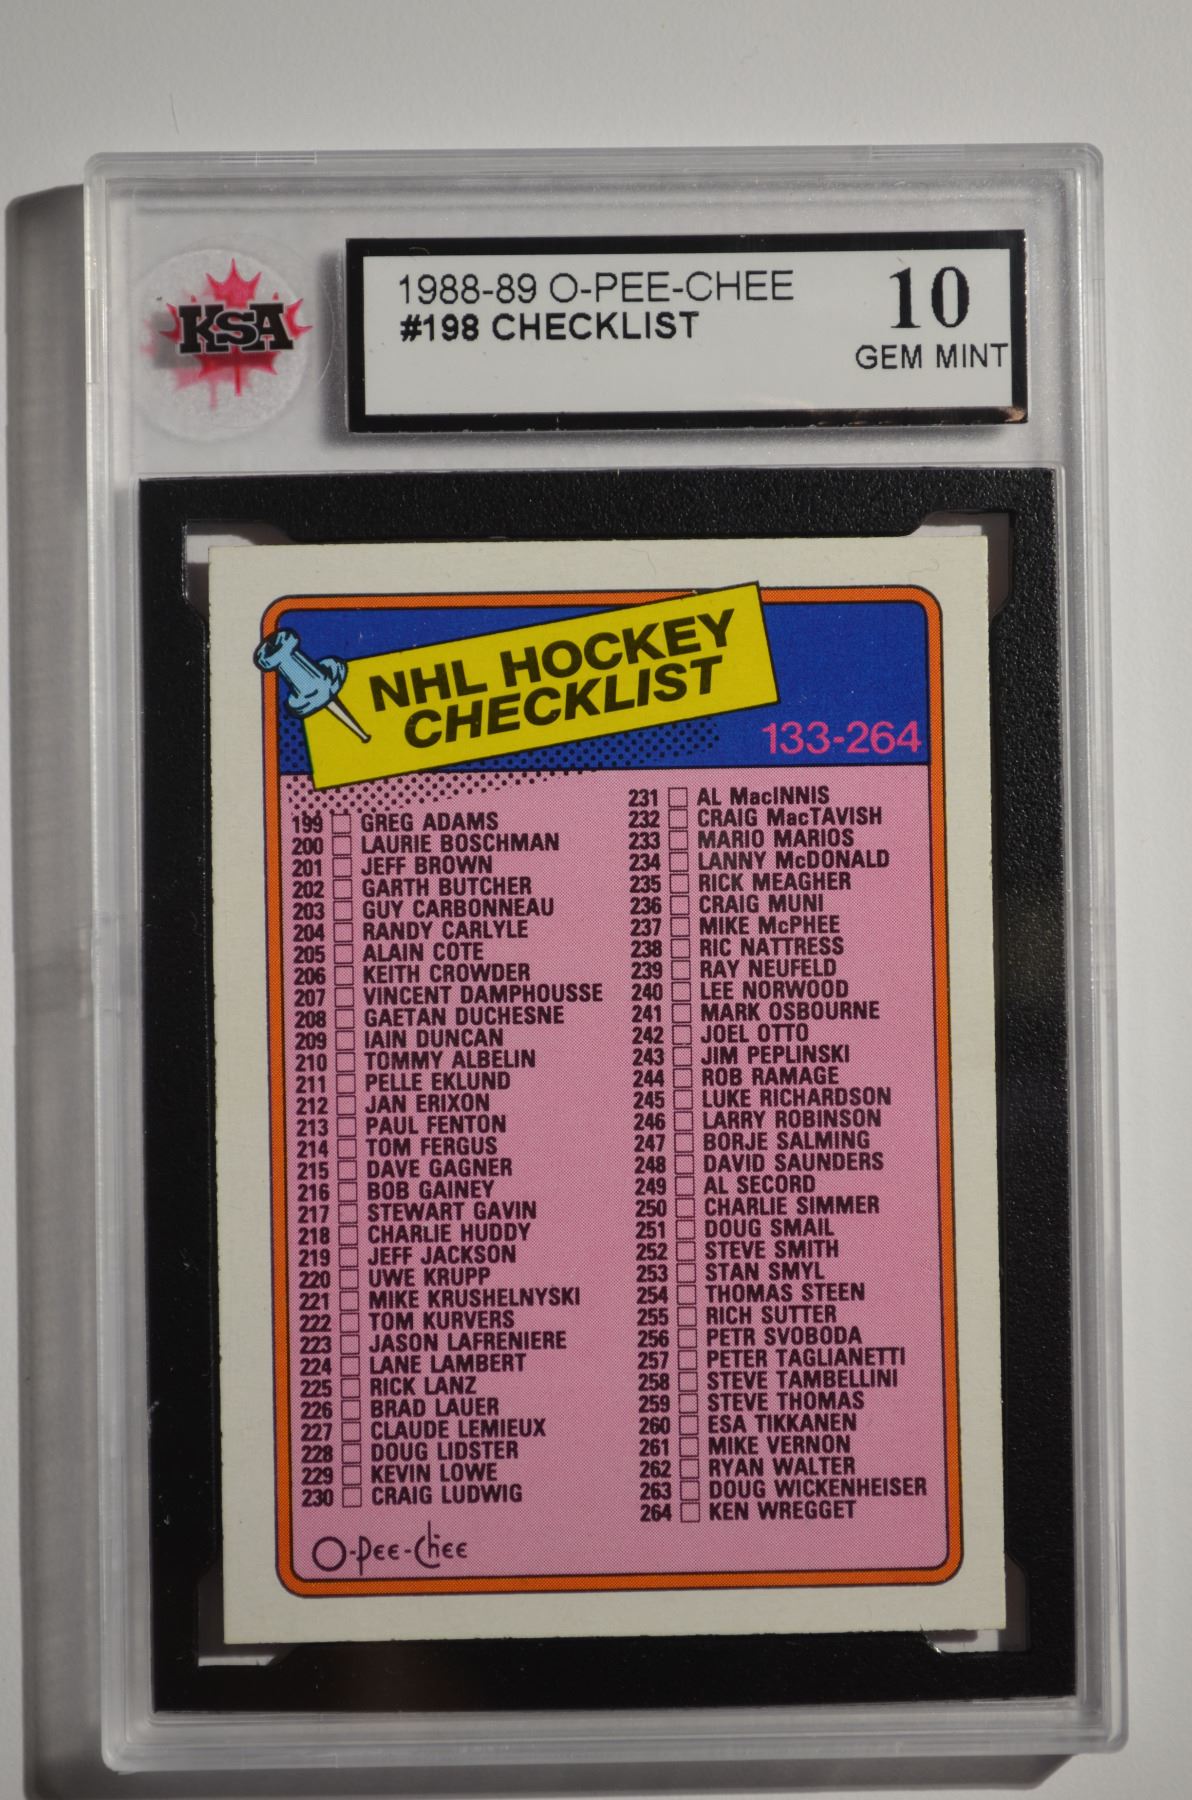 KSA
1988-89 O-PEE-CHEE
#198 CHECKLIST
10
GEM MINT
NHL HOCKEY
CHECKLIST
133-264
199 GREG ADAMS
200 LAURIE BOSCHMAN
201 JEFF BROWN
202 GARTH BUTCHER
203 GUY CARBONNEAU
204 RANDY CARLYLE
205 ALAIN COTE
206 KEITH CROWDER
207 VINCENT DAMPHOUSSE
208 GAETAN DUCHESNE
209 IAIN DUNCAN
210 TOMMY ALBELIN
211 PELLE EKLUND
212 JAN ERIXON
213 PAUL FENTON
214 TOM FERGUS
215 DAVE GAGNER
216 BOB GAINEY
217 STEWART GAVIN
218 CHARLIE HUDDY
219 JEFF JACKSON
220 UWE KRUPP
221 MIKE KRUSHELNYSKI
222 TOM KURVERS
223 JASON LAFRENIERE
224 LANE LAMBERT
225 RICK LANZ
226 BRAD LAUER
227 CLAUDE LEMIEUX
228 DOUG LIDSTER
229 KEVIN LOWE
230 CRAIG LUDWIG
231 AL MacINNIS
232 CRAIG MacTAVISH
233 MARIO MARIOS
234 LANNY McDONALD
235 RICK MEAGHER
236 CRAIG MUNI
237 MIKE McPHEE
238 RIC NATTRESS
239 RAY NEUFELD
240 LEE NORWOOD
241 MARK OSBOURNE
242 JOEL OTTO
243 JIM PEPLINSKI
244 ROB RAMAGE
245 LUKE RICHARDSON
246 LARRY ROBINSON
247 BORJE SALMING
248 DAVID SAUNDERS
249 AL SECORD
250 CHARLIE SIMMER
251 DOUG SMAIL
252 STEVE SMITH
253 STAN SMYL
254 THOMAS STEEN
255 RICH SUTTER
256 PETR SVOBODA
257 PETER TAGLIANETTI
258 STEVE TAMBELLINI
259 STEVE THOMAS
260 ESA TIKKANEN
261 MIKE VERNON
262 RYAN WALTER
263 DOUG WICKENHEISER
264 KEN WREGGET
O-Pee-Chee